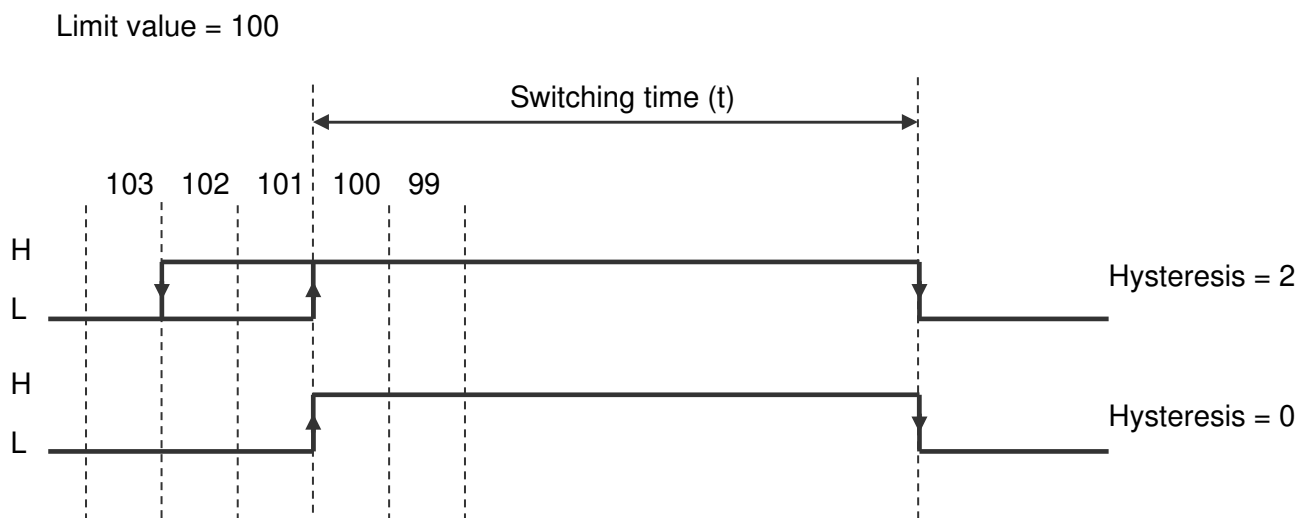 Limit value = 100
Switching time (t)
103 102 101 100 99
H
L
Hysteresis = 2
H
L
Hysteresis = 0